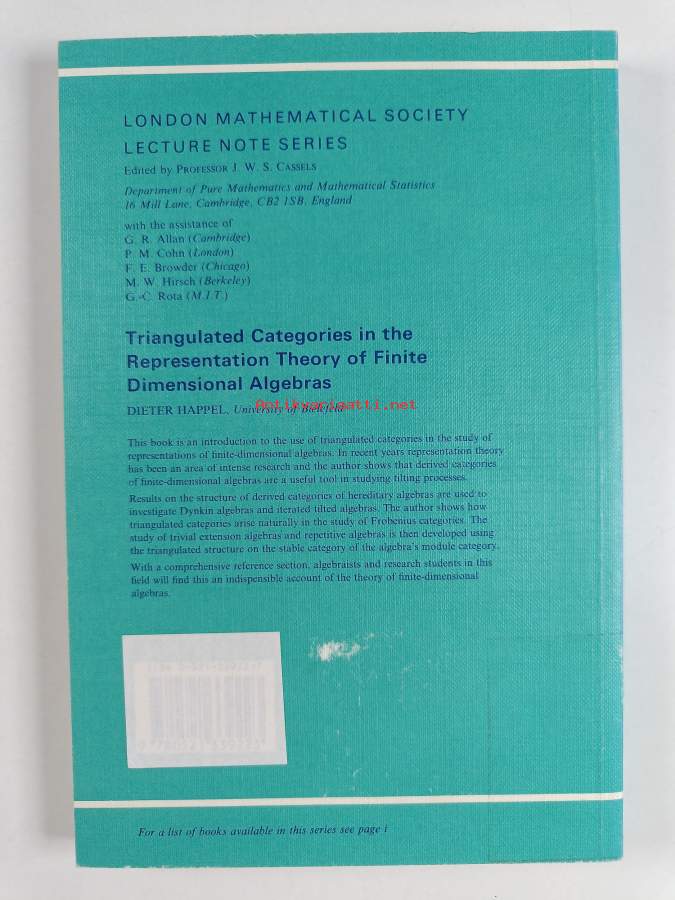 LONDON MATHEMATICAL SOCIETY
LECTURE NOTE SERIES
Edited by PROFESSOR J. W. S. CASSELS
Department of Pure Mathematics and Mathematical Statistics
16 Mill Lane, Cambridge, CB2 1SB, England
with the assistance of
G. R. Allan (Cambridge)
P. M. Cohn (London)
F. E. Browder (Chicago)
M. W. Hirsch (Berkeley)
G.-C. Rota (M.I.T.)
Triangulated Categories in the
Representation Theory of Finite
Dimensional Algebras
Antikvariaatti.net
DIETER HAPPEL, University of Bielefeld
This book is an introduction to the use of triangulated categories in the study of
representations of finite-dimensional algebras. In recent years representation theory
has been an area of intense research and the author shows that derived categories
of finite-dimensional algebras are a useful tool in studying tilting processes.
Results on the structure of derived categories of hereditary algebras are used to
investigate Dynkin algebras and iterated tilted algebras. The author shows how
triangulated categories arise naturally in the study of Frobenius categories. The
study of trivial extension algebras and repetitive algebras is then developed using
the triangulated structure on the stable category of the algebra's module category.
With a comprehensive reference section, algebraists and research students in this
field will find this an indispensible account of the theory of finite-dimensional
algebras.
For a list of books available in this series see page i